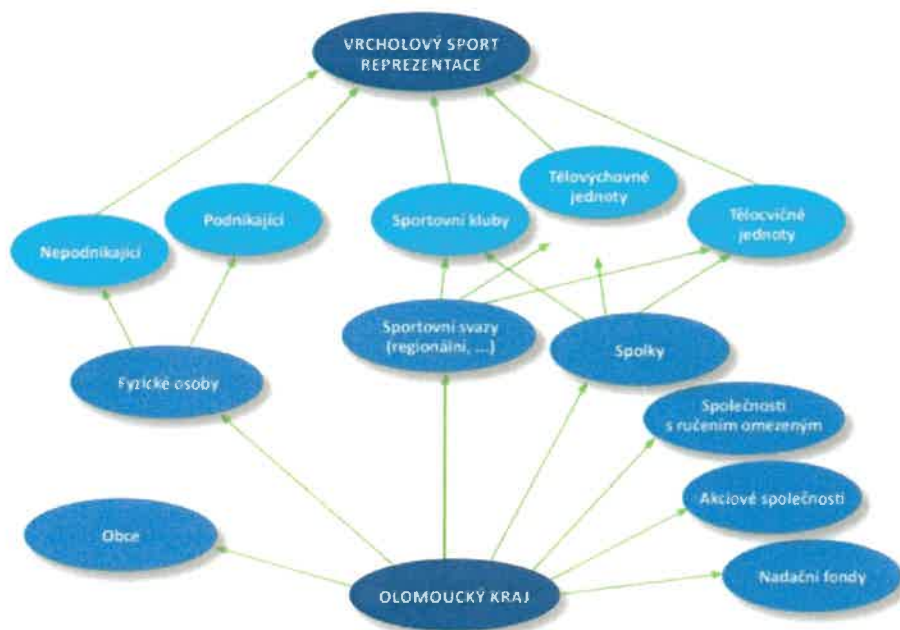 VRCHOLOVÝ SPORT
REPREZENTACE
Tělovýchovné
jednoty
Podnikající
Sportovní kluby
Tělocvičné
jednoty
Nepodnikající
Sportovní svazy
(regionální, ...)
Spolky
Fyzické osoby
Společnosti
s ručením omezeným
Akciové společnosti
Obce
Nadační fondy
OLOMOUCKÝ KRAJ